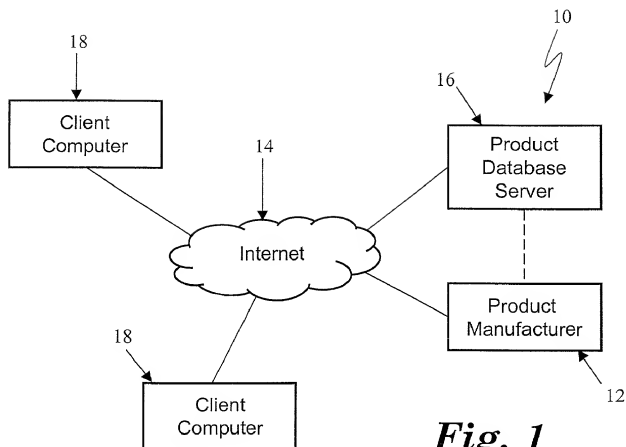 10
18
16
Client
Computer
Product
Database
Server
14
Internet
Product
Manufacturer
18
12
Client
Computer
Fig. 1